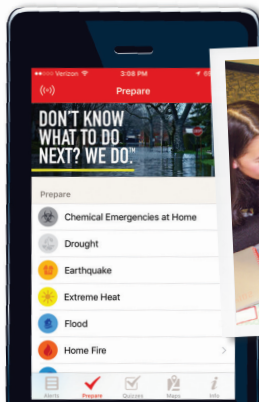 Verizon 3:08 PM
Prepare
DON'T KNOW
WHAT TO DO
NEXT? WE DO.™
Prepare
Chemical Emergencies at Home
Drought
Earthquake
Extreme Heat
Flood
Home Fire
Alerts Prepare Quizzes Maps Info